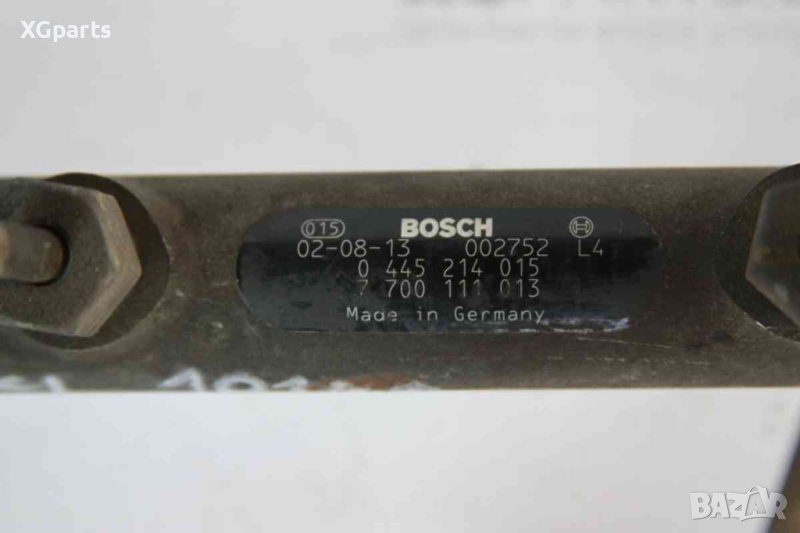 XGparts
015 BOSCH
02-08-13 002752 L4
0 445 214 015
7 700 111 013
Made in Germany
BAZAR